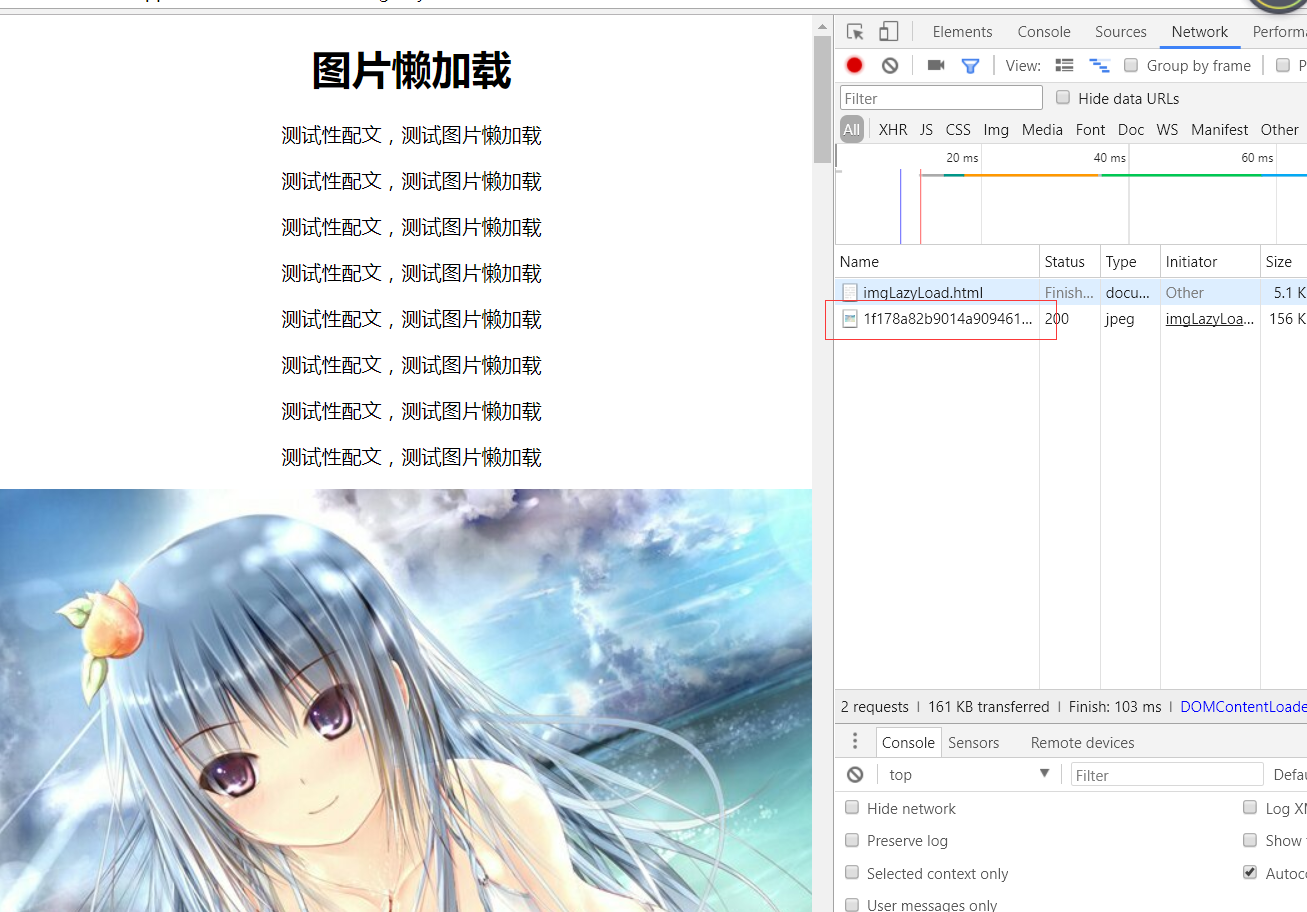 图片懒加载
测试性配文，测试图片懒加载
测试性配文，测试图片懒加载
测试性配文，测试图片懒加载
测试性配文，测试图片懒加载
测试性配文，测试图片懒加载
测试性配文，测试图片懒加载
测试性配文，测试图片懒加载
测试性配文，测试图片懒加载
Elements Console Sources Network Performa
View: Group by frame P
Filter Hide data URLs
All XHR JS CSS Img Media Font Doc WS Manifest Other
20 ms 40 ms 60 ms
Name Status Type Initiator Size
imgLazyLoad.html Finish... docu... Other 5.1 K
1f178a82b9014a909461... 200 jpeg imgLazyLoa... 156 K
2 requests | 161 KB transferred | Finish: 103 ms | DOMContentLoade
Console Sensors Remote devices
top ▼ Filter Defau
Hide network Log XM
Preserve log Show
Selected context only Autoco
User messages only